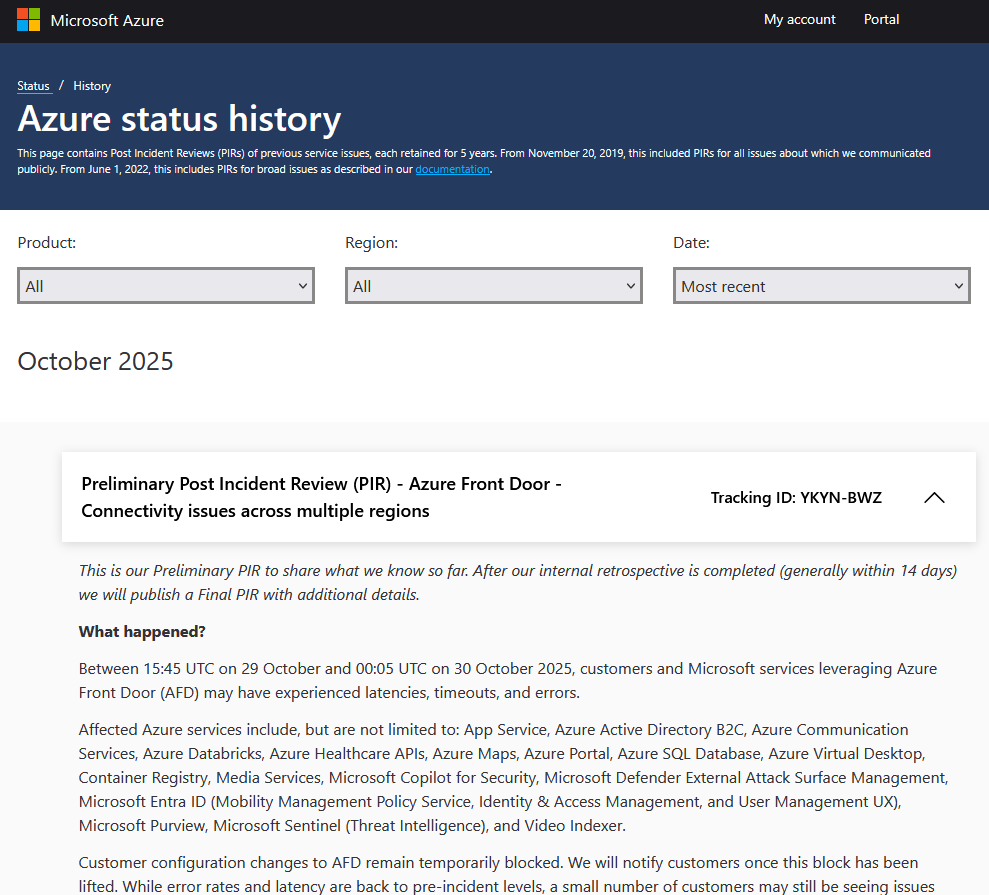 Microsoft Azure
My account
Portal
Status / History
Azure status history
This page contains Post Incident Reviews (PIRs) of previous service issues, each retained for 5 years. From November 20, 2019, this included PIRs for all issues about which we communicated
publicly. From June 1, 2022, this includes PIRs for broad issues as described in our documentation.
Product:
Region:
Date:
All
All
Most recent
October 2025
Preliminary Post Incident Review (PIR) - Azure Front Door -
Connectivity issues across multiple regions
Tracking ID: YKYN-BWZ
This is our Preliminary PIR to share what we know so far. After our internal retrospective is completed (generally within 14 days)
we will publish a Final PIR with additional details.
What happened?
Between 15:45 UTC on 29 October and 00:05 UTC on 30 October 2025, customers and Microsoft services leveraging Azure
Front Door (AFD) may have experienced latencies, timeouts, and errors.
Affected Azure services include, but are not limited to: App Service, Azure Active Directory B2C, Azure Communication
Services, Azure Databricks, Azure Healthcare APIs, Azure Maps, Azure Portal, Azure SQL Database, Azure Virtual Desktop,
Container Registry, Media Services, Microsoft Copilot for Security, Microsoft Defender External Attack Surface Management,
Microsoft Entra ID (Mobility Management Policy Service, Identity & Access Management, and User Management UX),
Microsoft Purview, Microsoft Sentinel (Threat Intelligence), and Video Indexer.
Customer configuration changes to AFD remain temporarily blocked. We will notify customers once this block has been
lifted. While error rates and latency are back to pre-incident levels, a small number of customers may still be seeing issues